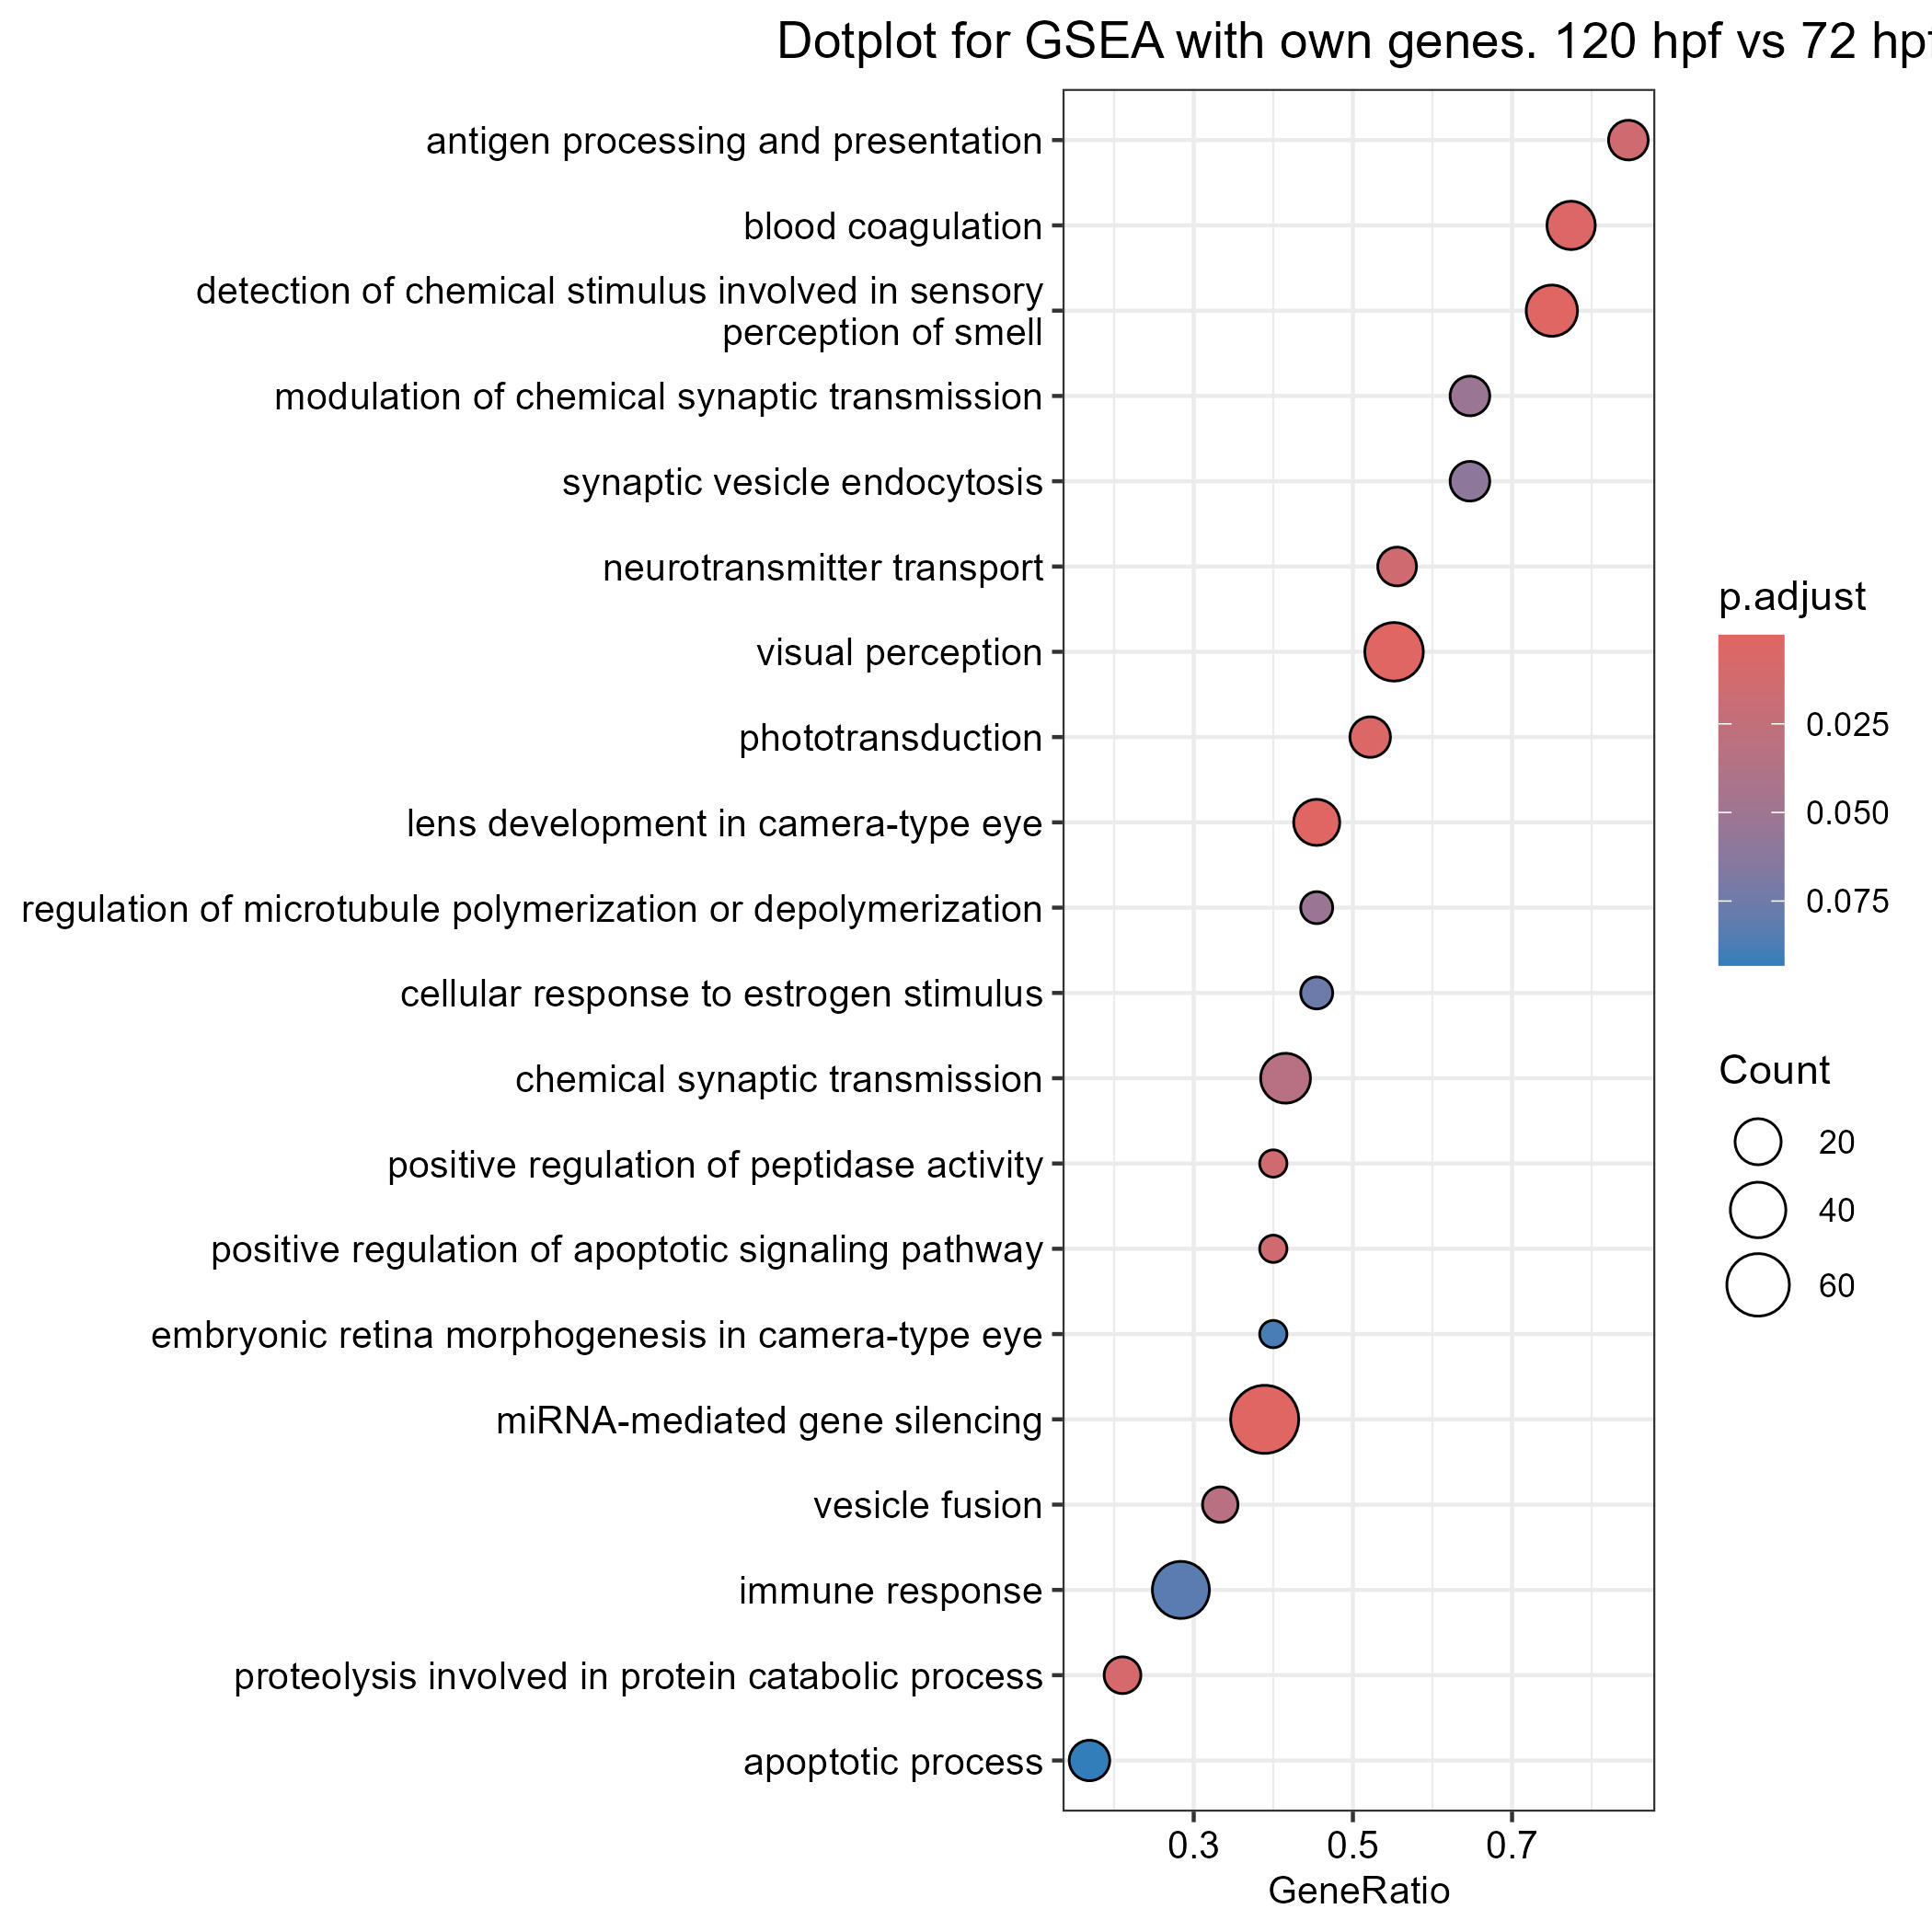 Dotplot for GSEA with own genes. 120 hpf vs 72 hpf
antigen processing and presentation
blood coagulation
detection of chemical stimulus involved in sensory
perception of smell
modulation of chemical synaptic transmission
synaptic vesicle endocytosis
neurotransmitter transport
visual perception
phototransduction
lens development in camera-type eye
regulation of microtubule polymerization or depolymerization
cellular response to estrogen stimulus
chemical synaptic transmission
positive regulation of peptidase activity
positive regulation of apoptotic signaling pathway
embryonic retina morphogenesis in camera-type eye
miRNA-mediated gene silencing
vesicle fusion
immune response
proteolysis involved in protein catabolic process
apoptotic process
0.3 0.5 0.7
GeneRatio
p.adjust
0.025
0.050
0.075
Count
20
40
60